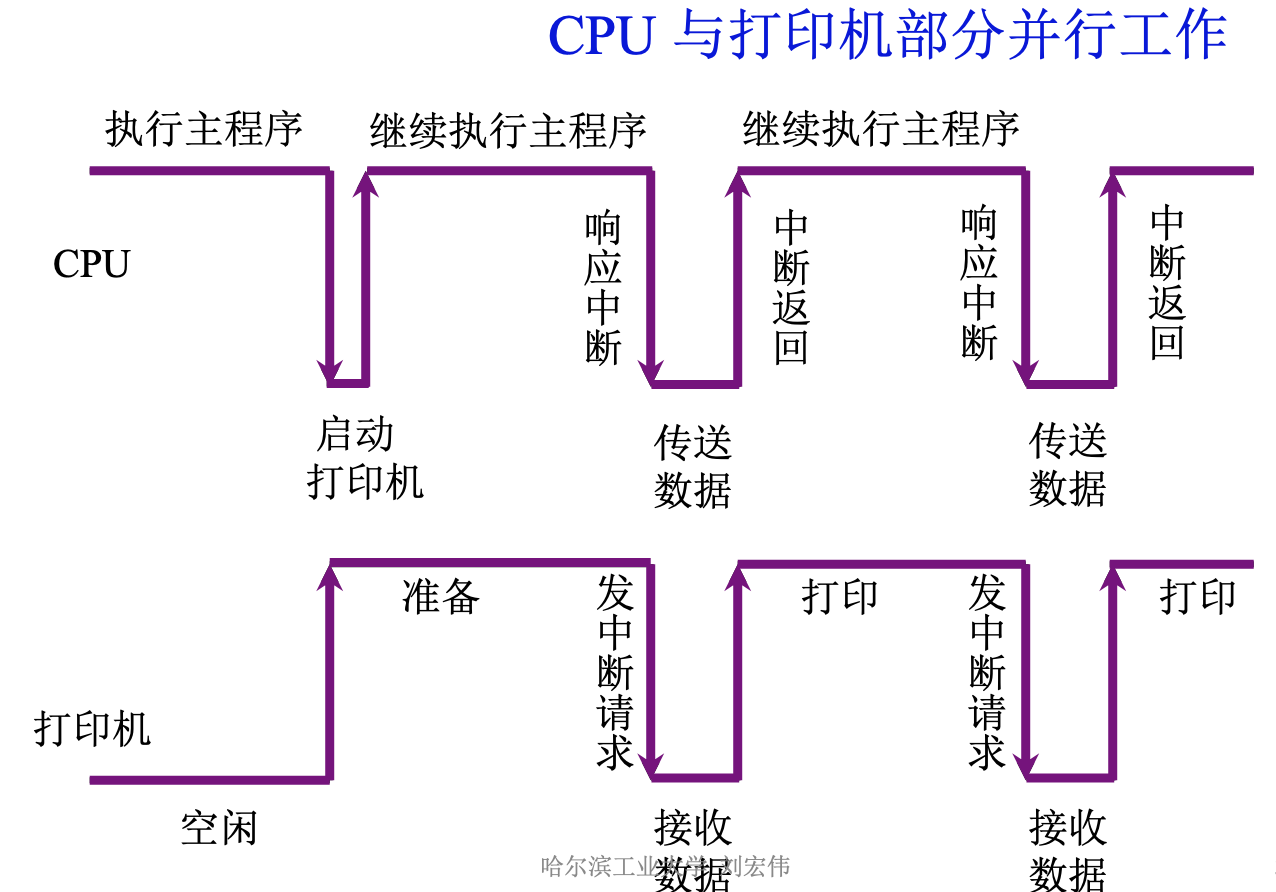 CPU 与打印机部分并行工作
执行主程序
继续执行主程序
继续执行主程序
CPU
响应中断
中断返回
响应中断
中断返回
启动
打印机
传送
数据
传送
数据
打印机
空闲
准备
发中断请求
打印
发中断请求
打印
接收
数据
接收
数据
哈尔滨工业大学 刘宏伟